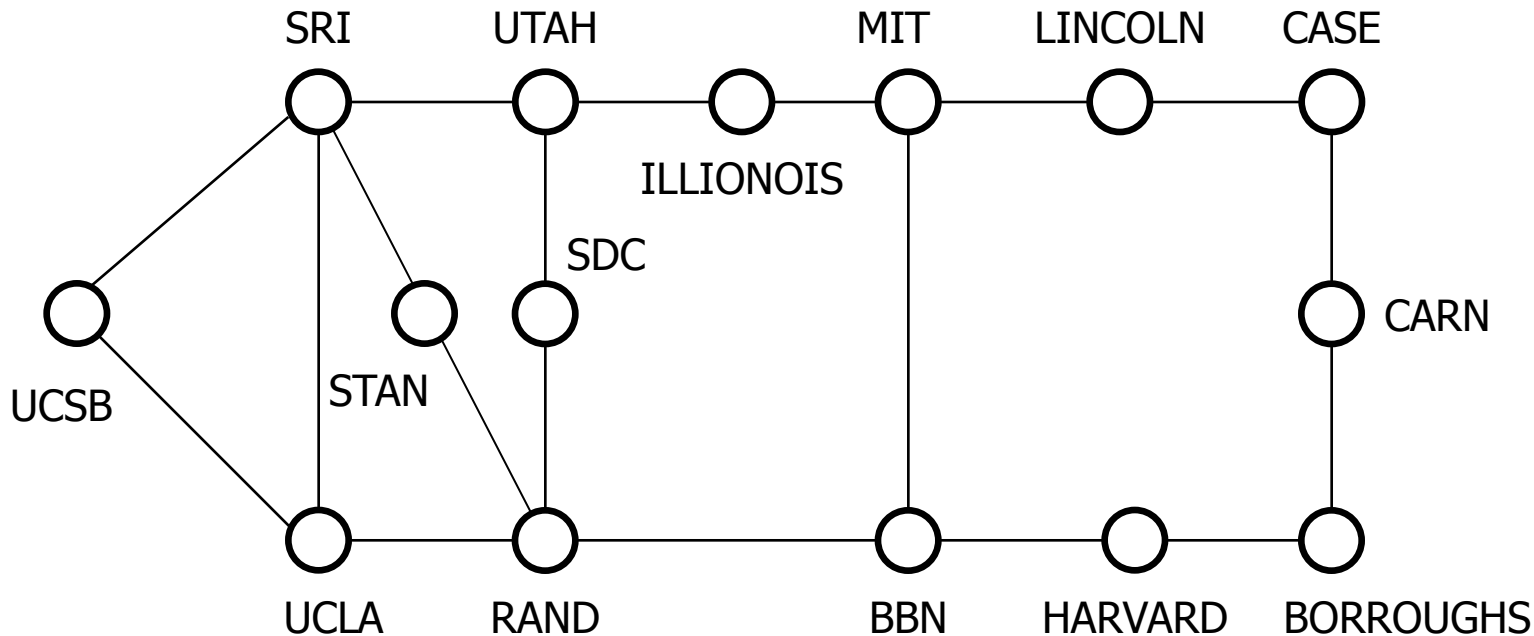 SRI
UTAH
MIT
LINCOLN
CASE
ILLIONOIS
SDC
CARN
STAN
UCSB
UCLA
RAND
BBN
HARVARD
BORROUGHS